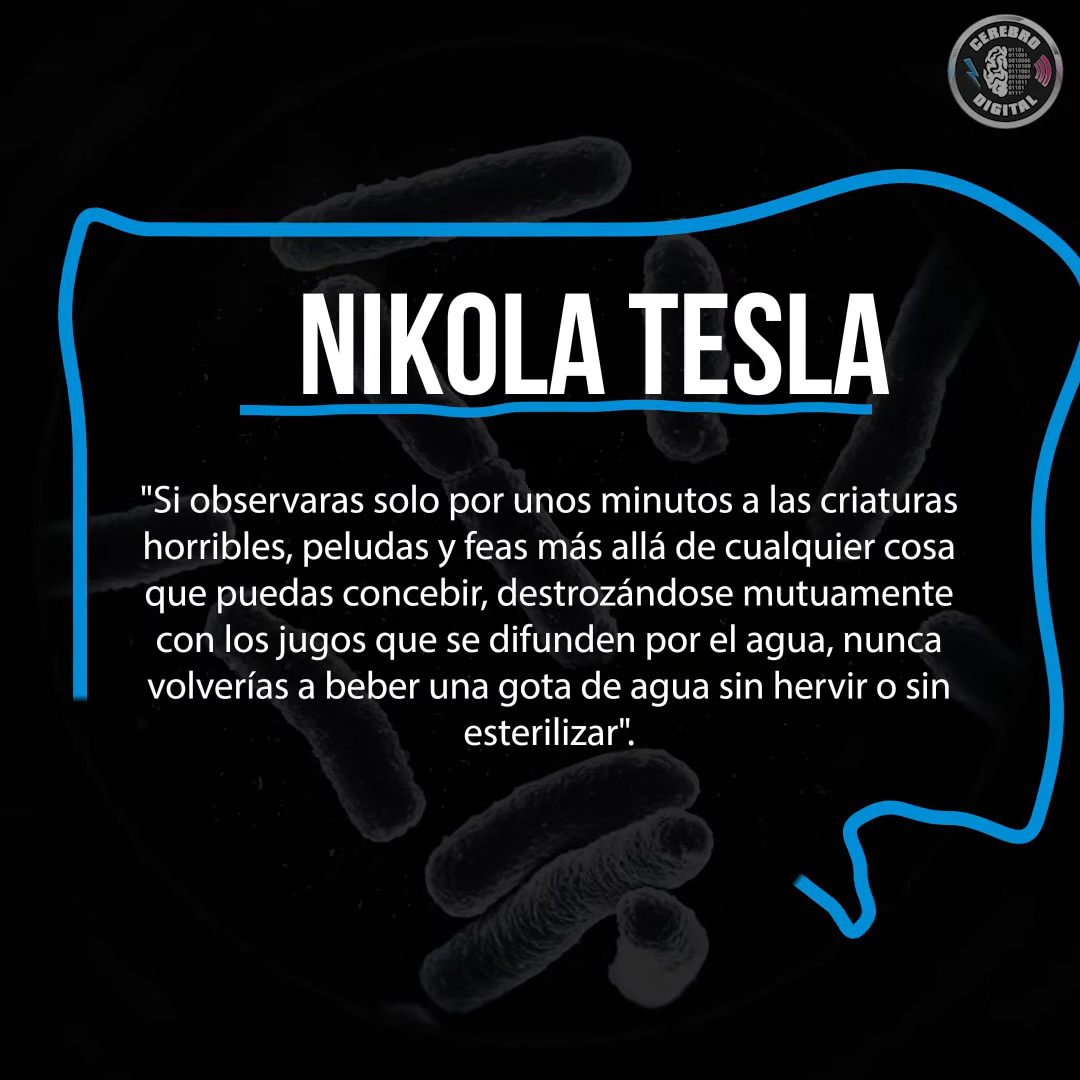 CEREBRO
DIGITAL
NIKOLA TESLA
"Si observaras solo por unos minutos a las criaturas
horribles, peludas y feas más allá de cualquier cosa
que puedas concebir, destrozándose mutuamente
con los jugos que se difunden por el agua, nunca
volverías a beber una gota de agua sin hervir o sin
esterilizar".